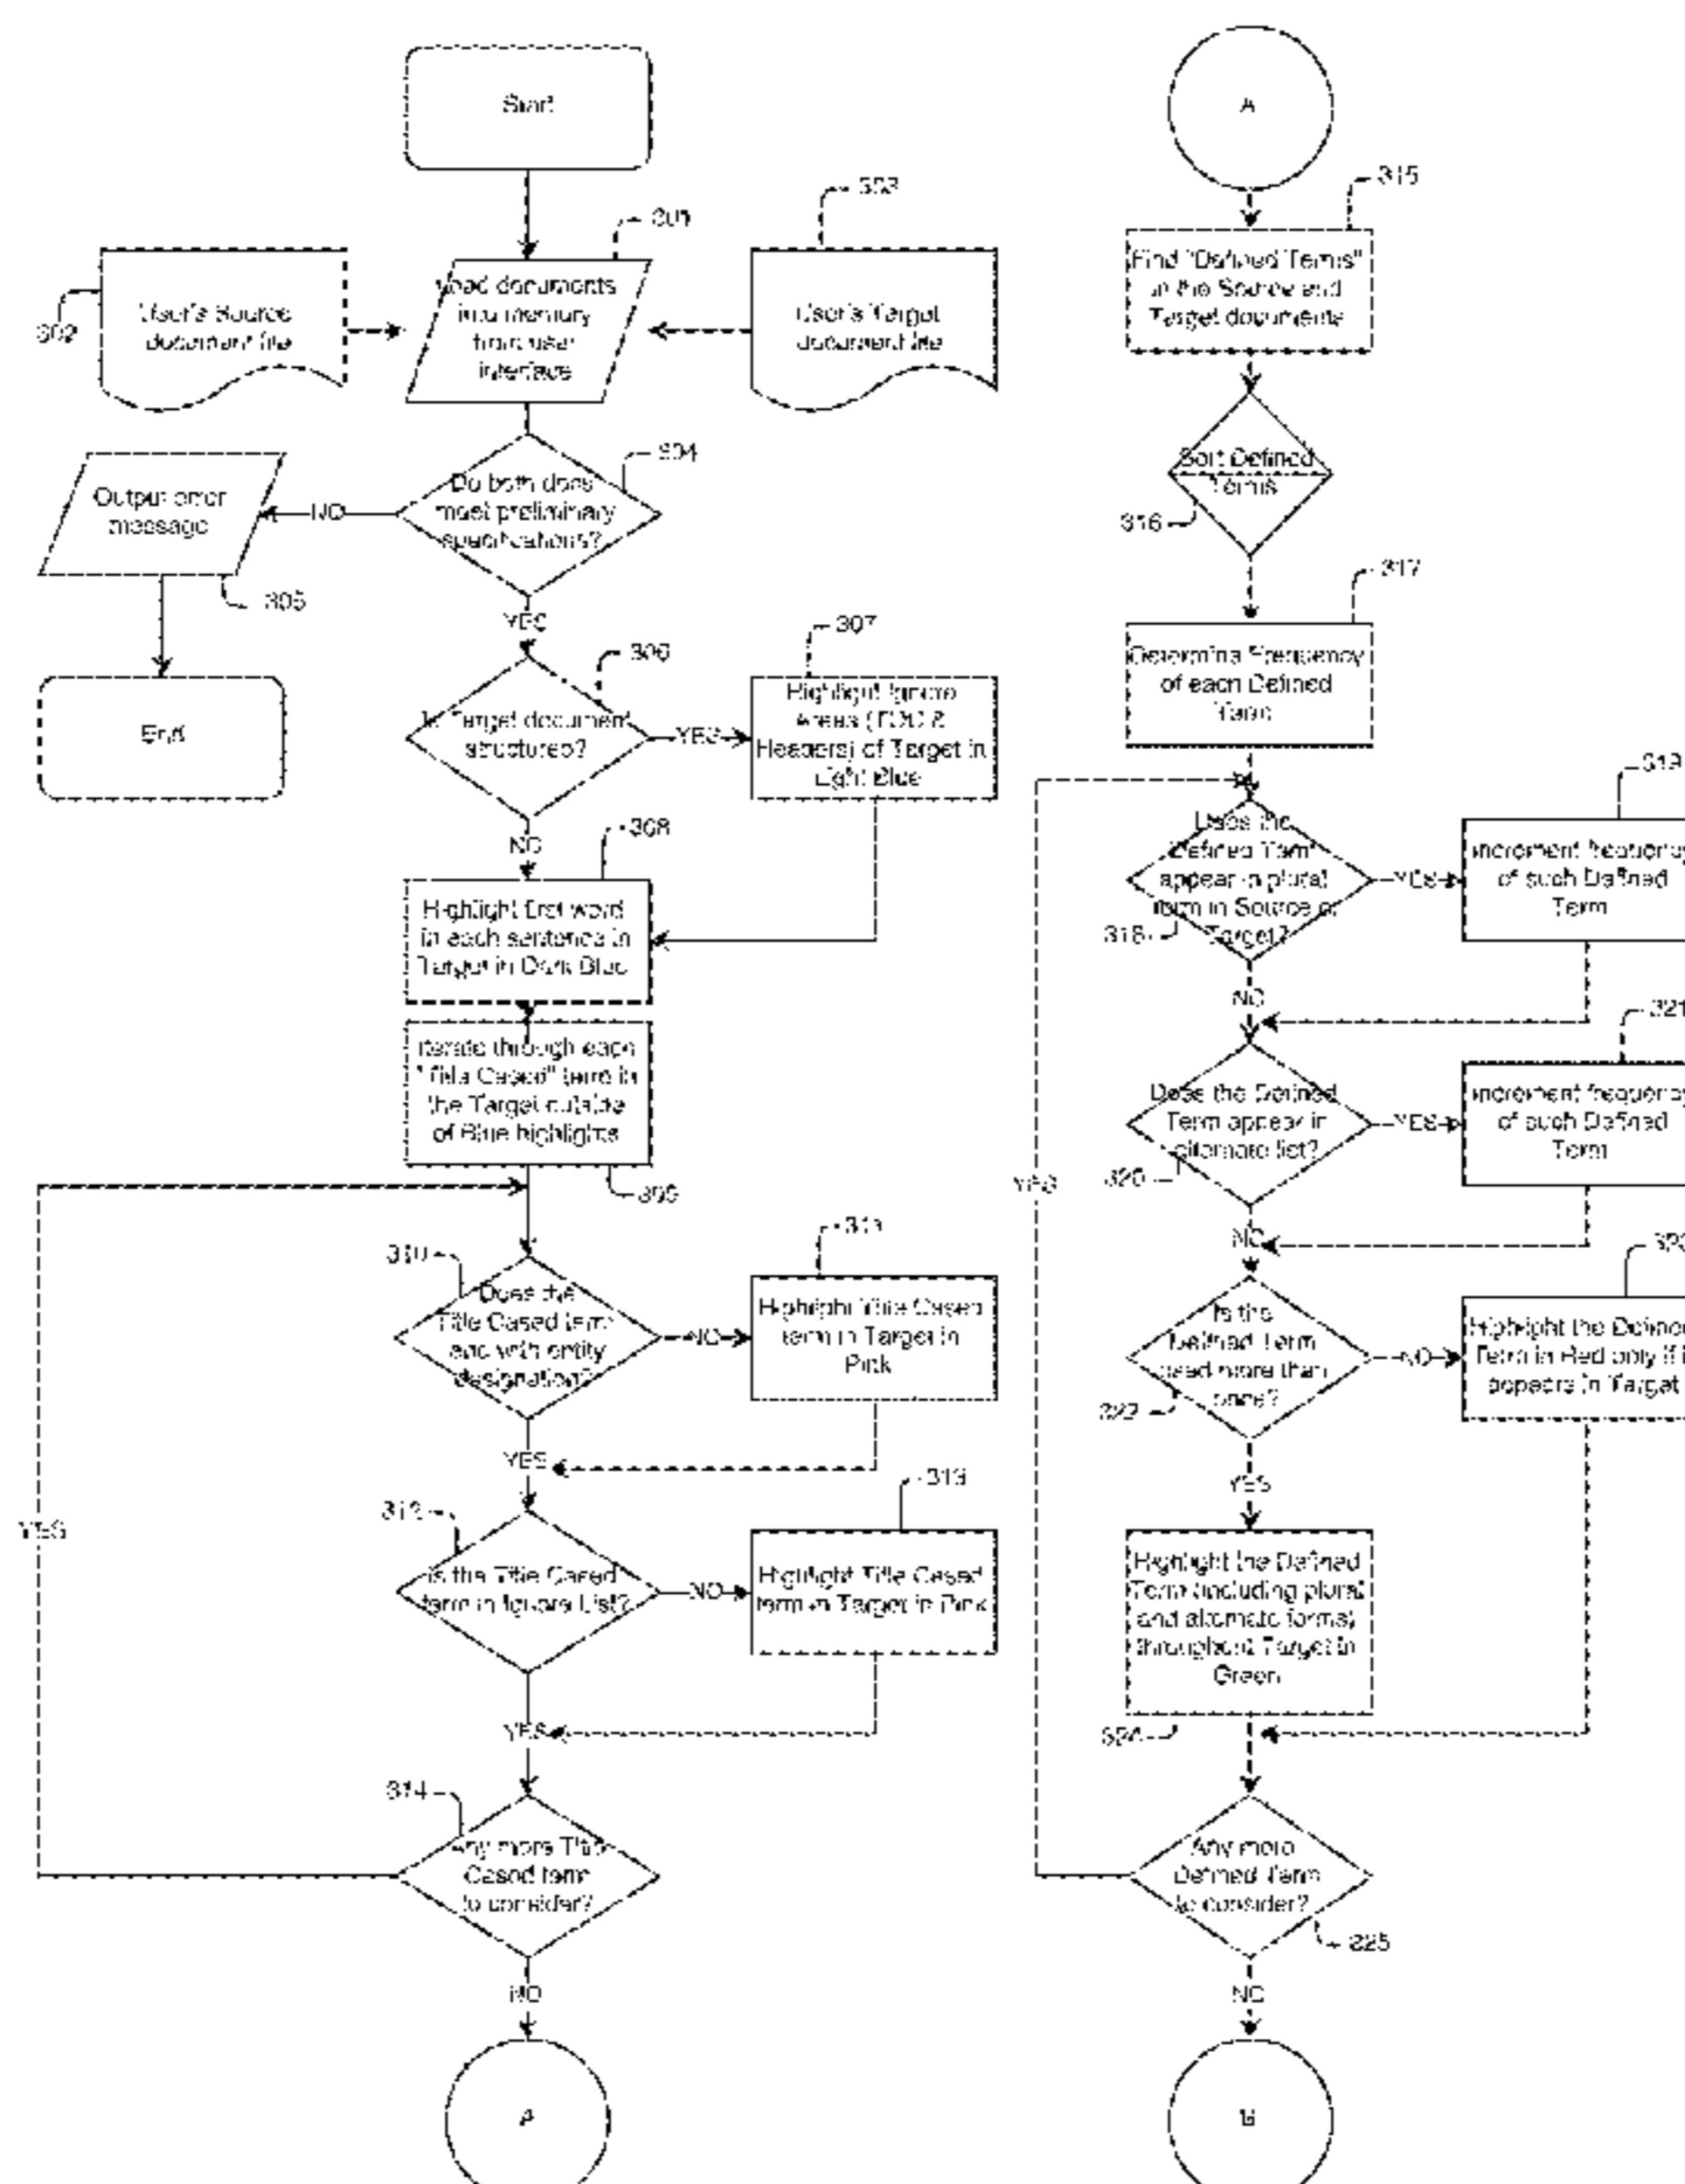 Start
301
302
User's Source
document file
Load documents
into memory
from user
interface
303
User's Target
document file
304
Do both docs
meet preliminary
specifications?
NO
Output error
message
305
End
YES
306
Is Target document
structured?
YES
307
Highlight Ignore
Areas (TOC &
Headers) of Target in
Light Blue
NO
308
Highlight first word
in each sentence in
Target in Dark Blue
Iterate through each
"Title Cased" term in
the Target outside
of Blue highlights
309
310
Does the
Title Cased term
end with entity
designation?
NO
311
Highlight Title Cased
term in Target in
Pink
YES
312
Is the Title Cased
term in Ignore List?
NO
313
Highlight Title Cased
term in Target in Pink
YES
314
Any more Title
Cased term
to consider?
YES
NO
A
A
315
Find "Defined Terms"
in the Source and
Target documents
Sort Defined
Terms
316
317
Determine Frequency
of each Defined
Term
Does the
Defined Term
appear in plural
form in Source or
Target?
318
YES
319
Increment frequency
of such Defined
Term
NO
Does the Defined
Term appear in
alternate list?
320
YES
321
Increment frequency
of such Defined
Term
NO
Is the
Defined Term
used more than
once?
322
NO
323
Highlight the Defined
Term in Red only if it
appears in Target
YES
Highlight the Defined
Term (including plural
and alternate forms)
throughout Target in
Green
324
Any more
Defined Term
to consider?
325
YES
NO
B